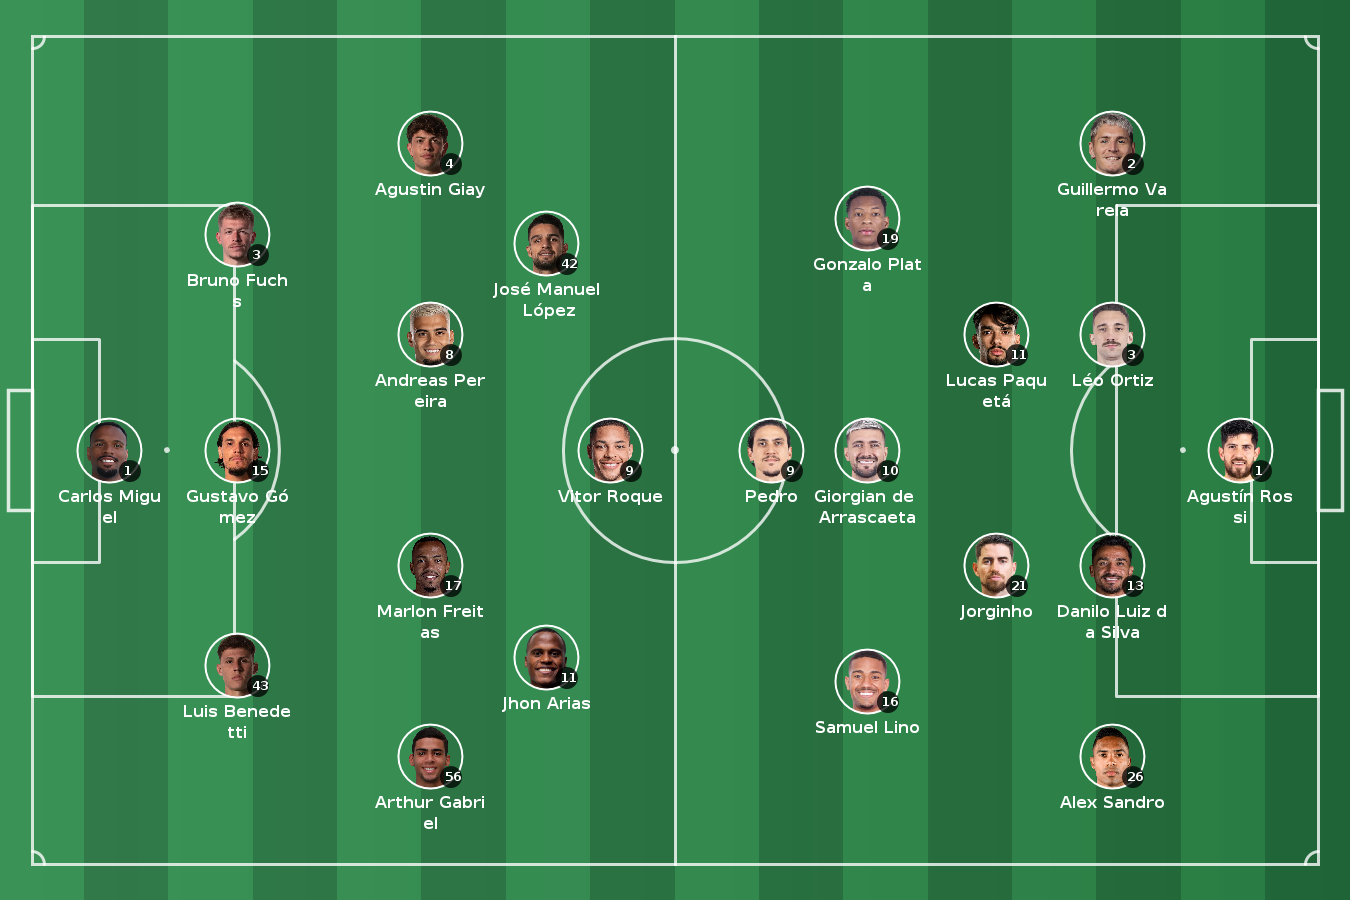 4
Agustin Giay
2
Guillermo Va
rela
3
Bruno Fuch
s
19
Gonzalo Plat
a
42
José Manuel
López
8
Andreas Per
eira
11
Lucas Paqu
etá
3
Léo Ortiz
1
Carlos Migu
el
15
Gustavo Gó
mez
9
Vitor Roque
9
Pedro
10
Giorgian de
Arrascaeta
1
Agustín Ros
si
17
Marlon Freit
as
21
Jorginho
13
Danilo Luiz d
a Silva
43
Luis Benede
tti
11
Jhon Arias
16
Samuel Lino
56
Arthur Gabri
el
26
Alex Sandro